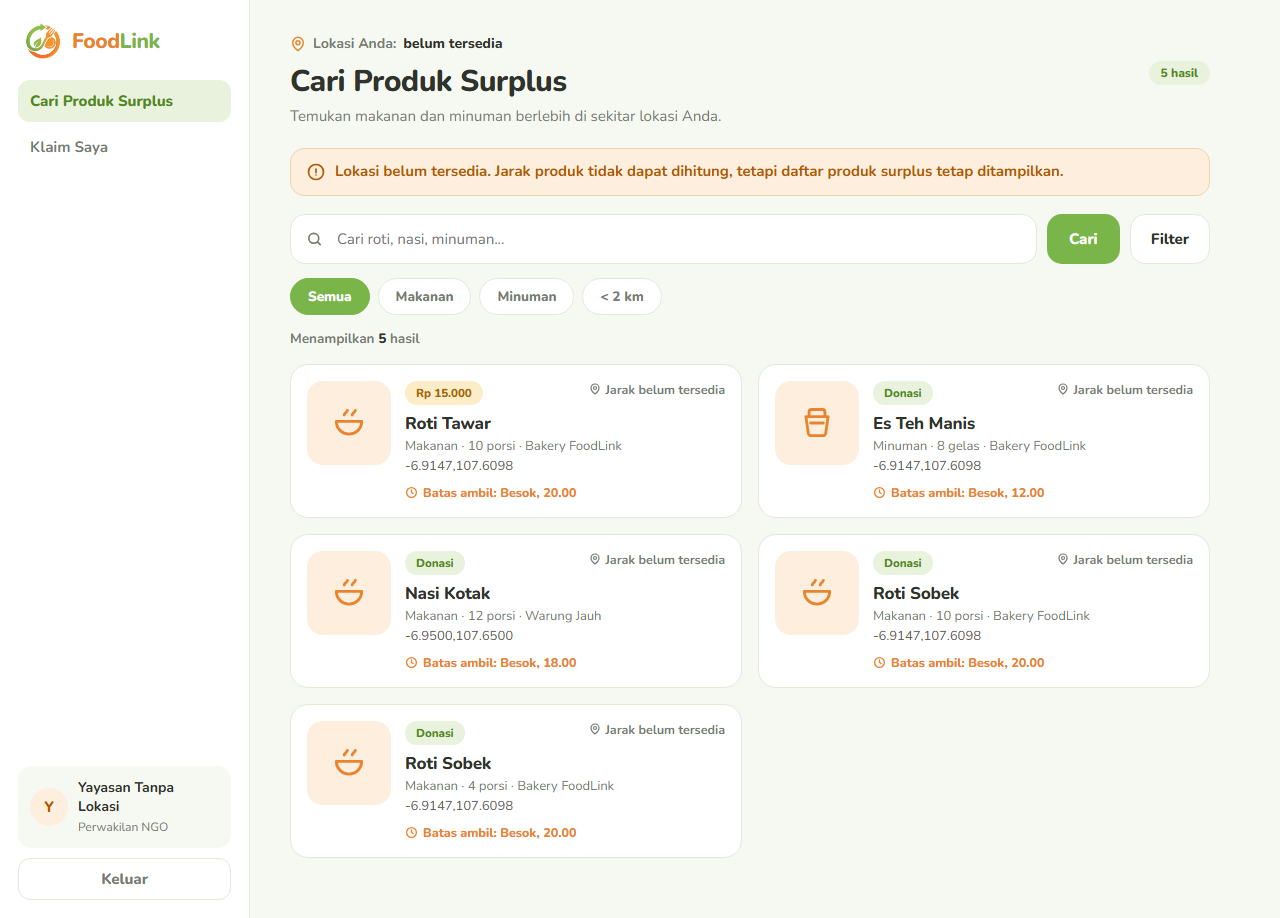 FoodLink
Cari Produk Surplus
Klaim Saya
Y
Yayasan Tanpa
Lokasi
Perwakilan NGO
Keluar
Lokasi Anda: belum tersedia
Cari Produk Surplus
5 hasil
Temukan makanan dan minuman berlebih di sekitar lokasi Anda.
Lokasi belum tersedia. Jarak produk tidak dapat dihitung, tetapi daftar produk surplus tetap ditampilkan.
Cari roti, nasi, minuman...
Cari
Filter
Semua
Makanan
Minuman
< 2 km
Menampilkan 5 hasil
Rp 15.000
Jarak belum tersedia
Roti Tawar
Makanan · 10 porsi · Bakery FoodLink
-6.9147,107.6098
Batas ambil: Besok, 20.00
Donasi
Jarak belum tersedia
Es Teh Manis
Minuman · 8 gelas · Bakery FoodLink
-6.9147,107.6098
Batas ambil: Besok, 12.00
Donasi
Jarak belum tersedia
Nasi Kotak
Makanan · 12 porsi · Warung Jauh
-6.9500,107.6500
Batas ambil: Besok, 18.00
Donasi
Jarak belum tersedia
Roti Sobek
Makanan · 10 porsi · Bakery FoodLink
-6.9147,107.6098
Batas ambil: Besok, 20.00
Donasi
Jarak belum tersedia
Roti Sobek
Makanan · 4 porsi · Bakery FoodLink
-6.9147,107.6098
Batas ambil: Besok, 20.00